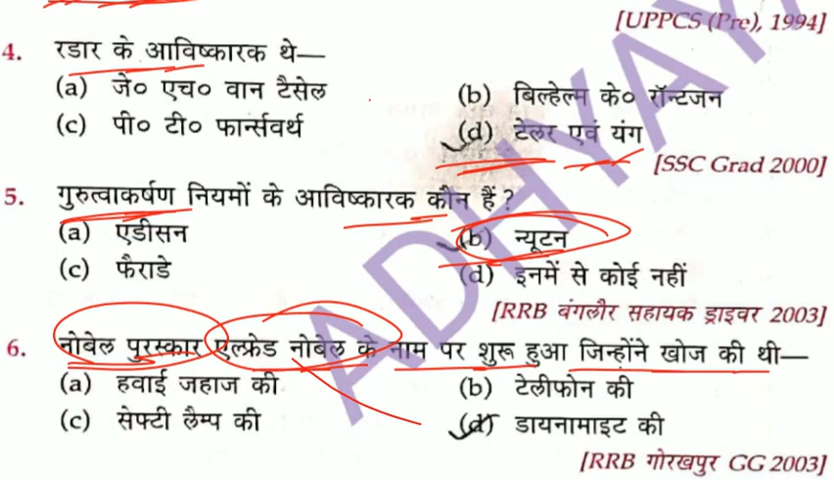 [UPPCS (Pre), 1994]
4. रडार के आविष्कारक थे—
(a) जे० एच० वान टैसेल (b) बिल्हेल्म के० रॉन्टजन
(c) पी० टी० फार्न्सवर्थ (d) टेलर एवं यंग
[SSC Grad 2000]
5. गुरुत्वाकर्षण नियमों के आविष्कारक कौन हैं?
(a) एडीसन (b) न्यूटन
(c) फैराडे (d) इनमें से कोई नहीं
[RRB बंगलौर सहायक ड्राइवर 2003]
6. नोबेल पुरस्कार एल्फ्रेड नोबेल के नाम पर शुरू हुआ जिन्होंने खोज की थी—
(a) हवाई जहाज की (b) टेलीफोन की
(c) सेफ्टी लैम्प की (d) डायनामाइट की
[RRB गोरखपुर GG 2003]
ADHYAYA